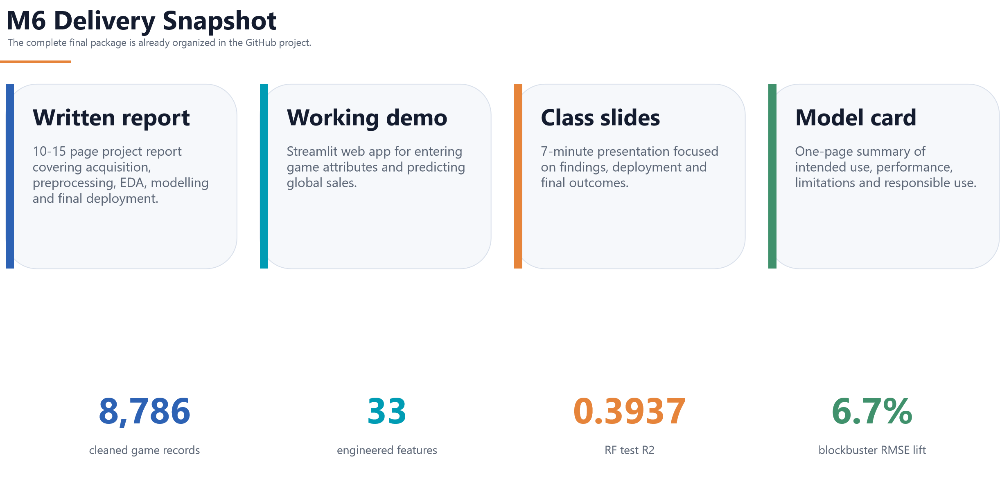 M6 Delivery Snapshot
The complete final package is already organized in the GitHub project.
Written report
10-15 page project report
covering acquisition,
preprocessing, EDA, modelling
and final deployment.
Working demo
Streamlit web app for entering
game attributes and predicting
global sales.
Class slides
7-minute presentation focused
on findings, deployment and
final outcomes.
Model card
One-page summary of
intended use, performance,
limitations and responsible use.
8,786
cleaned game records
33
engineered features
0.3937
RF test R2
6.7%
blockbuster RMSE lift